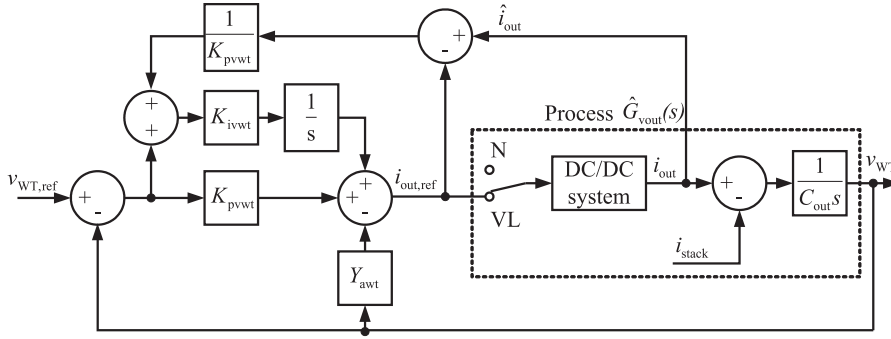 1
K_pvwt
-
+
î_out
+
+
K_ivwt
1
s
Process Ĝ_vout(s)
N
v_WT,ref
+
-
K_pvwt
+
+
-
i_out,ref
VL
DC/DC
system
i_out
-
1
C_out s
v_WT
i_stack
Y_awt